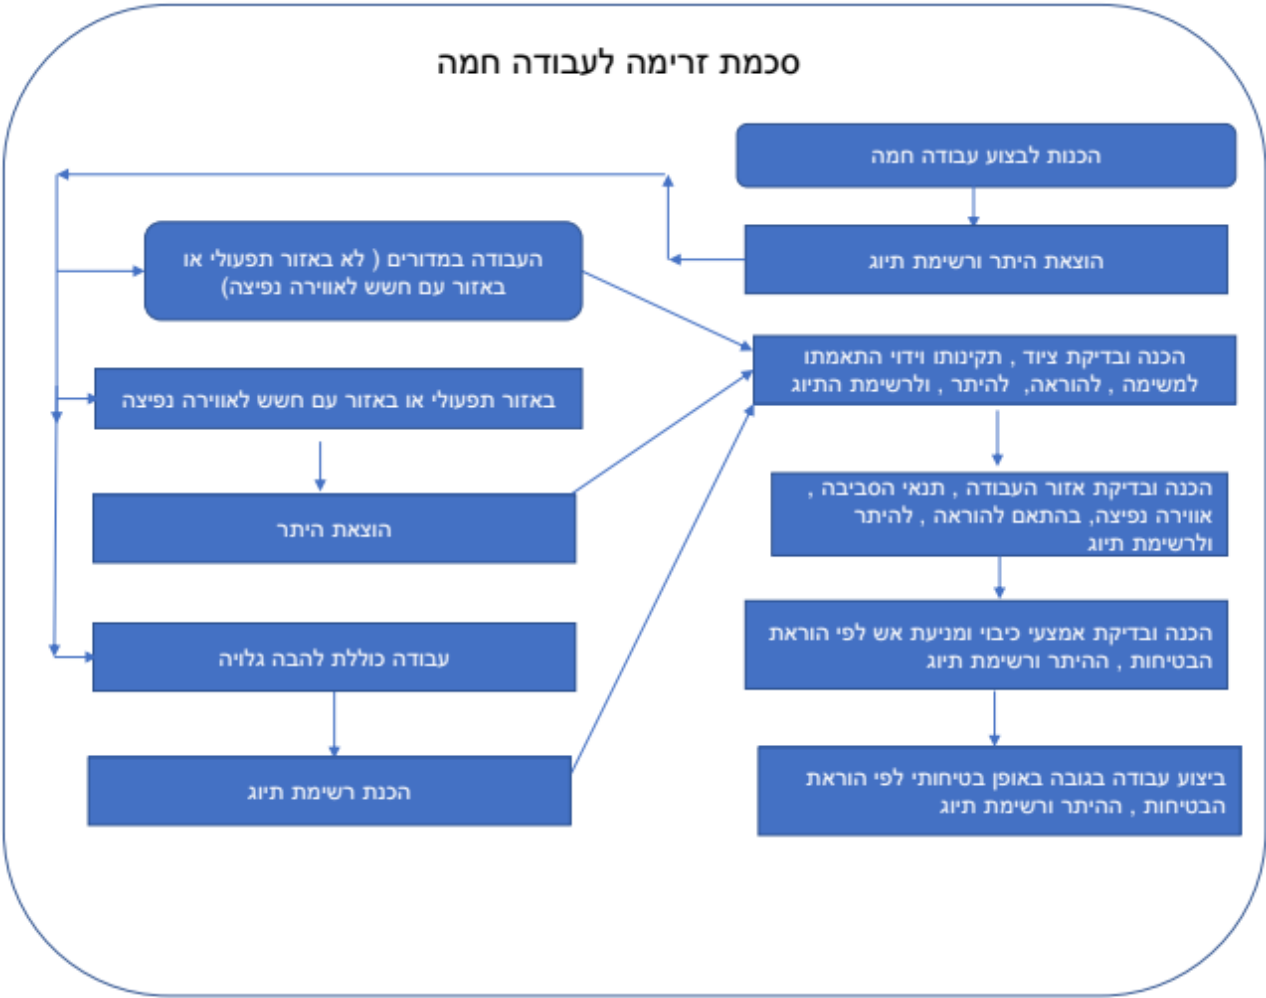 סכמת זרימה לעבודה חמה
הכנות לבצוע עבודה חמה
הוצאת היתר ורשימת תיוג
העבודה במדורים ( לא באזור תפעולי או
באזור עם חשש לאווירה נפיצה)
באזור תפעולי או באזור עם חשש לאווירה נפיצה
הוצאת היתר
עבודה כוללת להבה גלויה
הכנת רשימת תיוג
הכנה ובדיקת ציוד , תקינותו וידוי התאמתו
למשימה , להוראה, להיתר , ולרשימת התיוג
הכנה ובדיקת אזור העבודה , תנאי הסביבה ,
אווירה נפיצה, בהתאם להוראה , להיתר
ולרשימת תיוג
הכנה ובדיקת אמצעי כיבוי ומניעת אש לפי הוראת
הבטיחות , ההיתר ורשימת תיוג
ביצוע עבודה בגובה באופן בטיחותי לפי הוראת
הבטיחות , ההיתר ורשימת תיוג